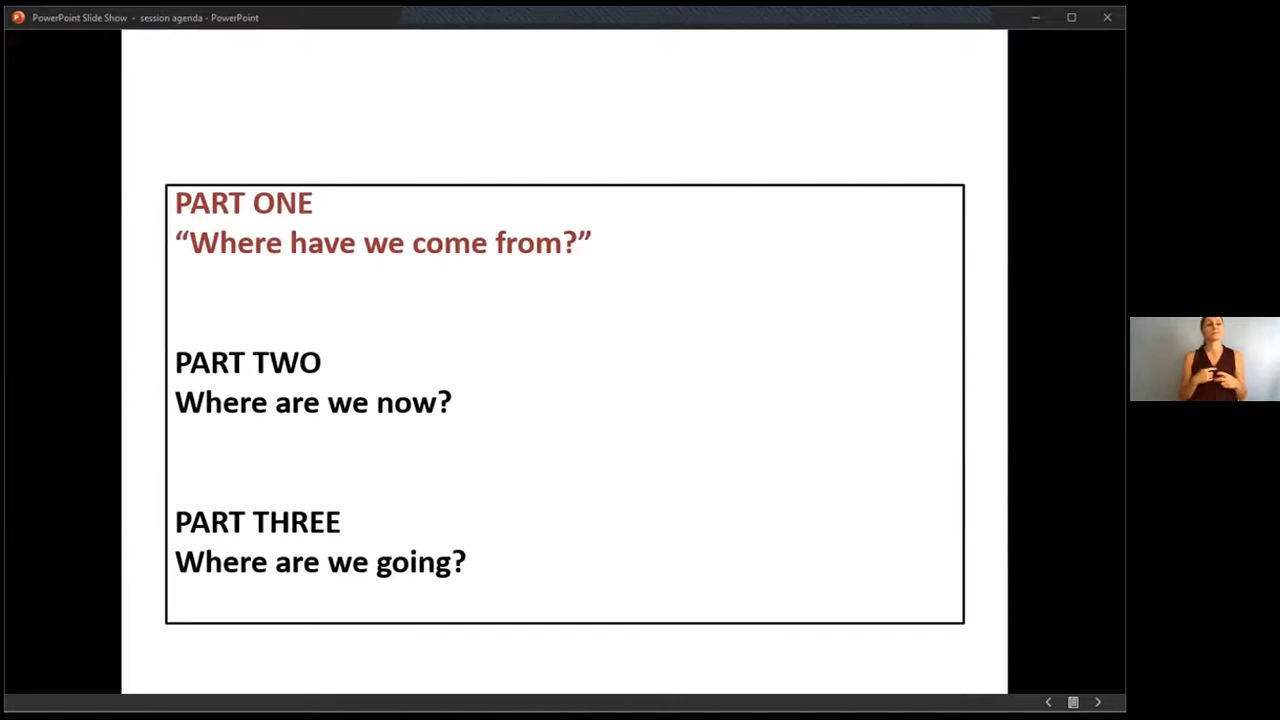 PowerPoint Slide Show - session agenda - PowerPoint
PART ONE
“Where have we come from?”
PART TWO
Where are we now?
PART THREE
Where are we going?